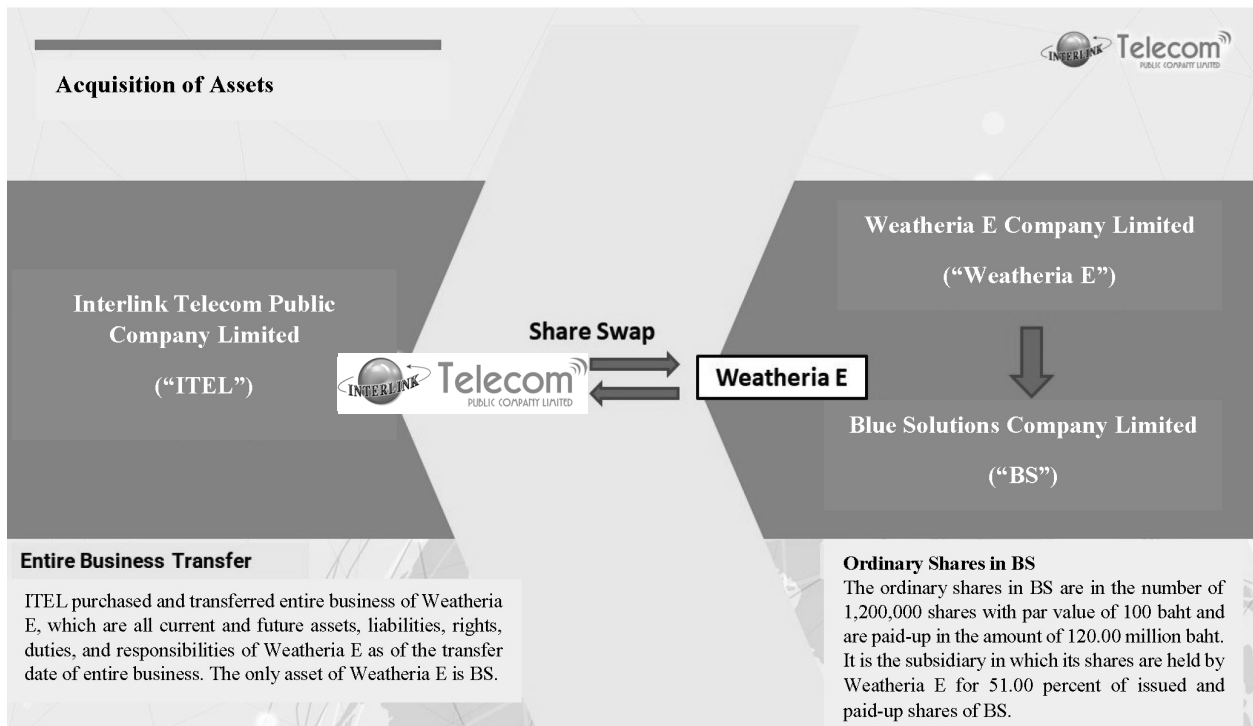 Acquisition of Assets
INTERLINK Telecom
PUBLIC COMPANY LIMITED
Interlink Telecom Public
Company Limited
(“ITEL”)
Share Swap
INTERLINK Telecom
PUBLIC COMPANY LIMITED
Weatheria E
Weatheria E Company Limited
(“Weatheria E”)
Blue Solutions Company Limited
(“BS”)
Entire Business Transfer
ITEL purchased and transferred entire business of Weatheria
E, which are all current and future assets, liabilities, rights,
duties, and responsibilities of Weatheria E as of the transfer
date of entire business. The only asset of Weatheria E is BS.
Ordinary Shares in BS
The ordinary shares in BS are in the number of
1,200,000 shares with par value of 100 baht and
are paid-up in the amount of 120.00 million baht.
It is the subsidiary in which its shares are held by
Weatheria E for 51.00 percent of issued and
paid-up shares of BS.